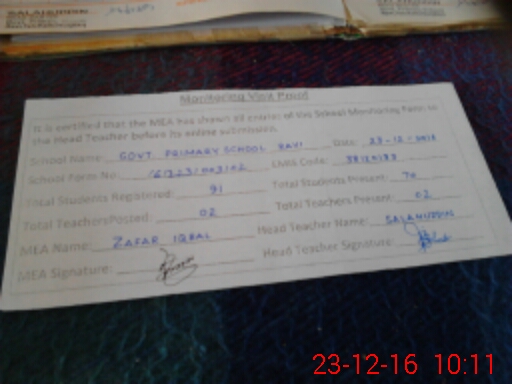 SALAHUDDIN
Monitoring Visit Proof
It is certified that the MEA has shown all entries of the School Monitoring Form to
the Head Teacher before its online submission.
School Name: GOVT PRIMARY SCHOOL RAVI Date: 23-12-2016
School Form No. EMIS Code:
Total Students Registered: 91 Total Students Present: 70
Total Teachers Posted: 02 Total Teachers Present: 02
MEA Name: ZAFAR IQBAL Head Teacher Name: SALAHUDDIN
MEA Signature: Head Teacher Signature:
23-12-16 10:11